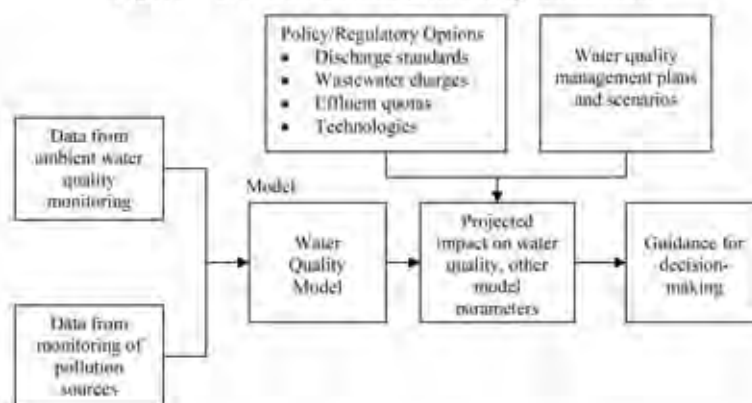 Policy/Regulatory Options
▪ Discharge standards
▪ Wastewater charges
▪ Effluent quotas
▪ Technologies
Water quality
management plans
and scenarios
Data from
ambient water
quality
monitoring
Model
Water
Quality
Model
Projected
impact on water
quality, other
model
parameters
Guidance for
decision-
making
Data from
monitoring of
pollution
sources